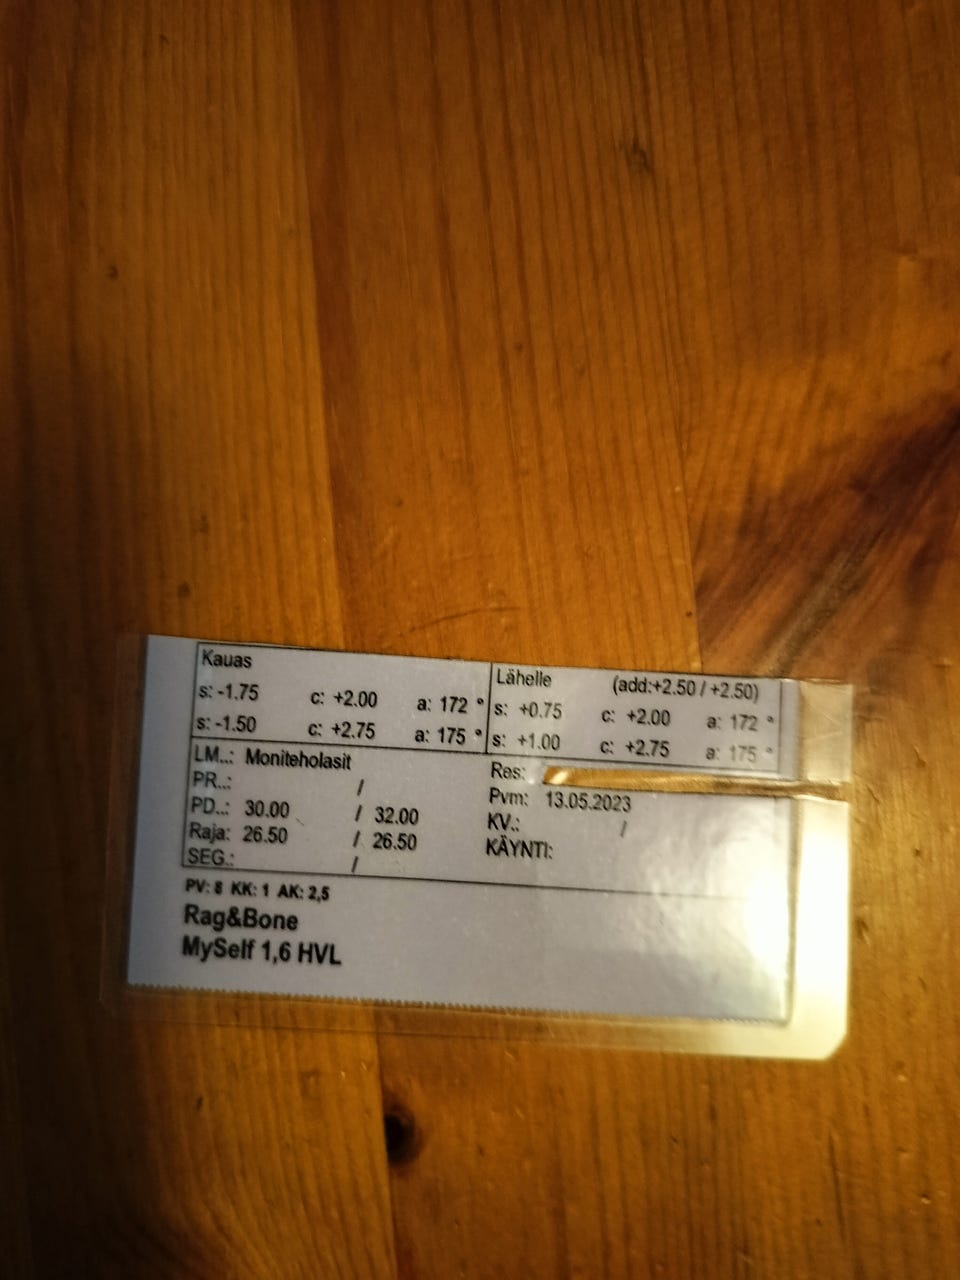 Kauas
s: -1.75 c: +2.00 a: 172 °
s: -1.50 c: +2.75 a: 175 °
Lähelle (add:+2.50 / +2.50)
s: +0.75 c: +2.00 a: 172 °
s: +1.00 c: +2.75 a: 175 °
LM..: Moniteholasit
PR..: /
PD..: 30.00 / 32.00
Raja: 26.50 / 26.50
SEG.: /
Res:
Pvm: 13.05.2023
KV.: /
KÄYNTI:
PV: 8 KK: 1 AK: 2,5
Rag&Bone
MySelf 1,6 HVL